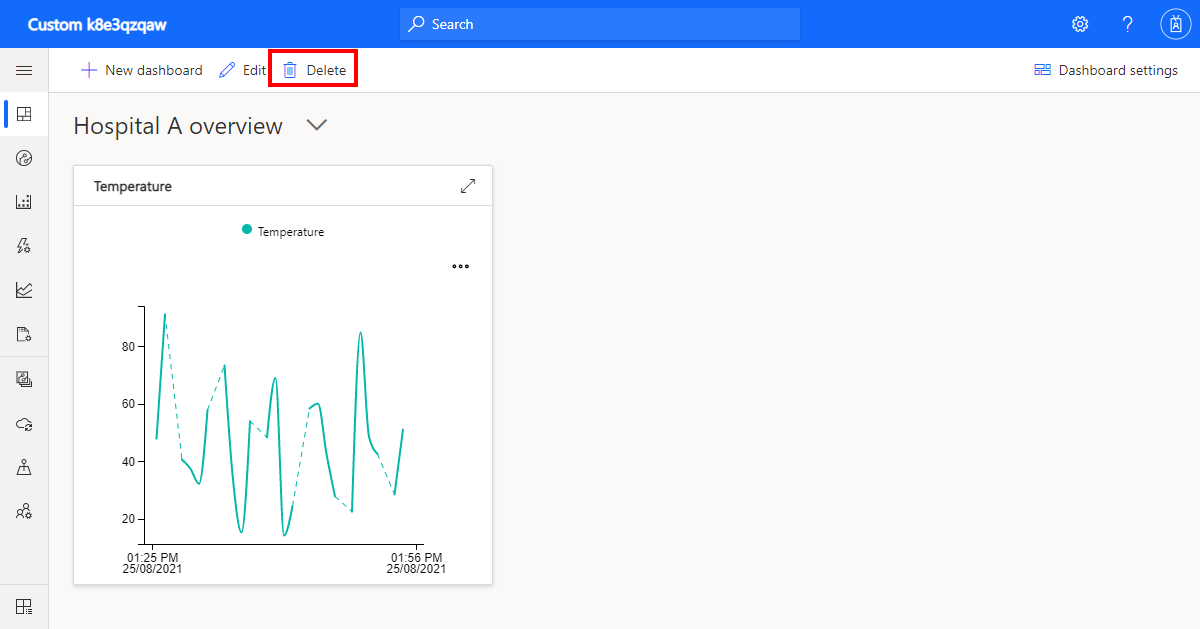 Custom k8e3qzqaw
Search
?
New dashboard
Edit
Delete
Dashboard settings
Hospital A overview
Temperature
Temperature
80
60
40
20
01:25 PM
25/08/2021
01:56 PM
25/08/2021